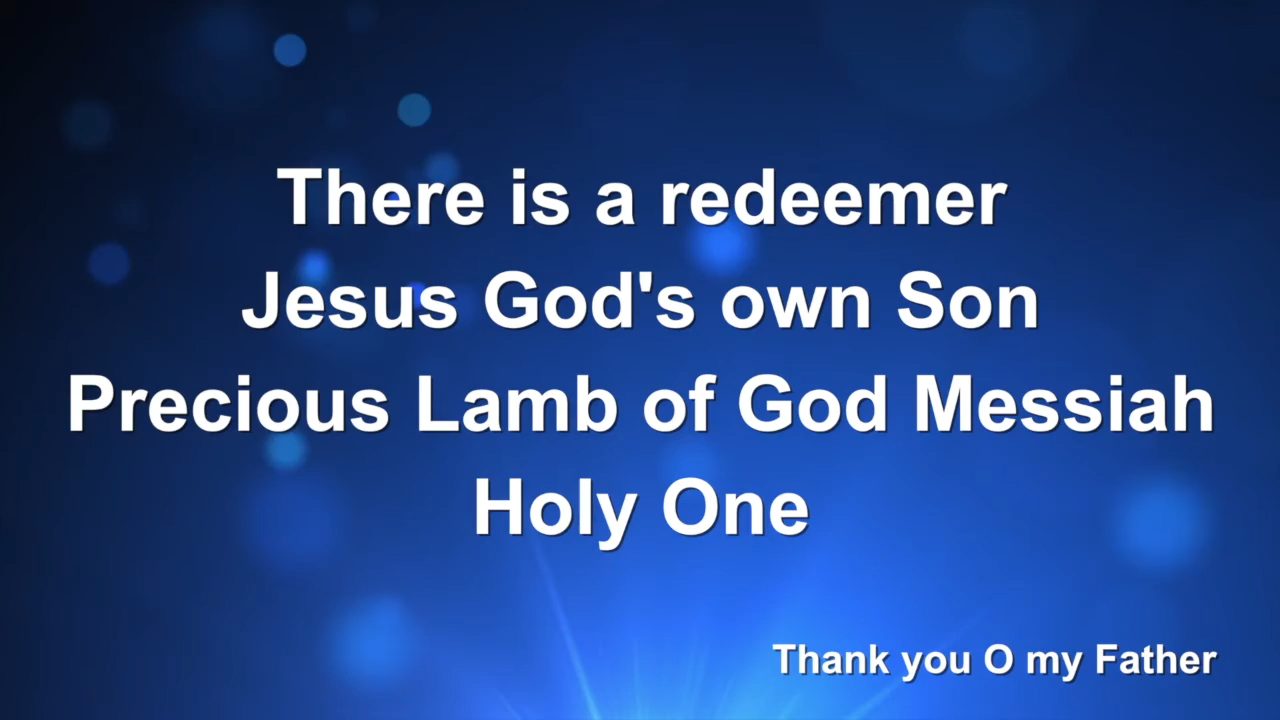 There is a redeemer
Jesus God's own Son
Precious Lamb of God Messiah
Holy One
Thank you O my Father